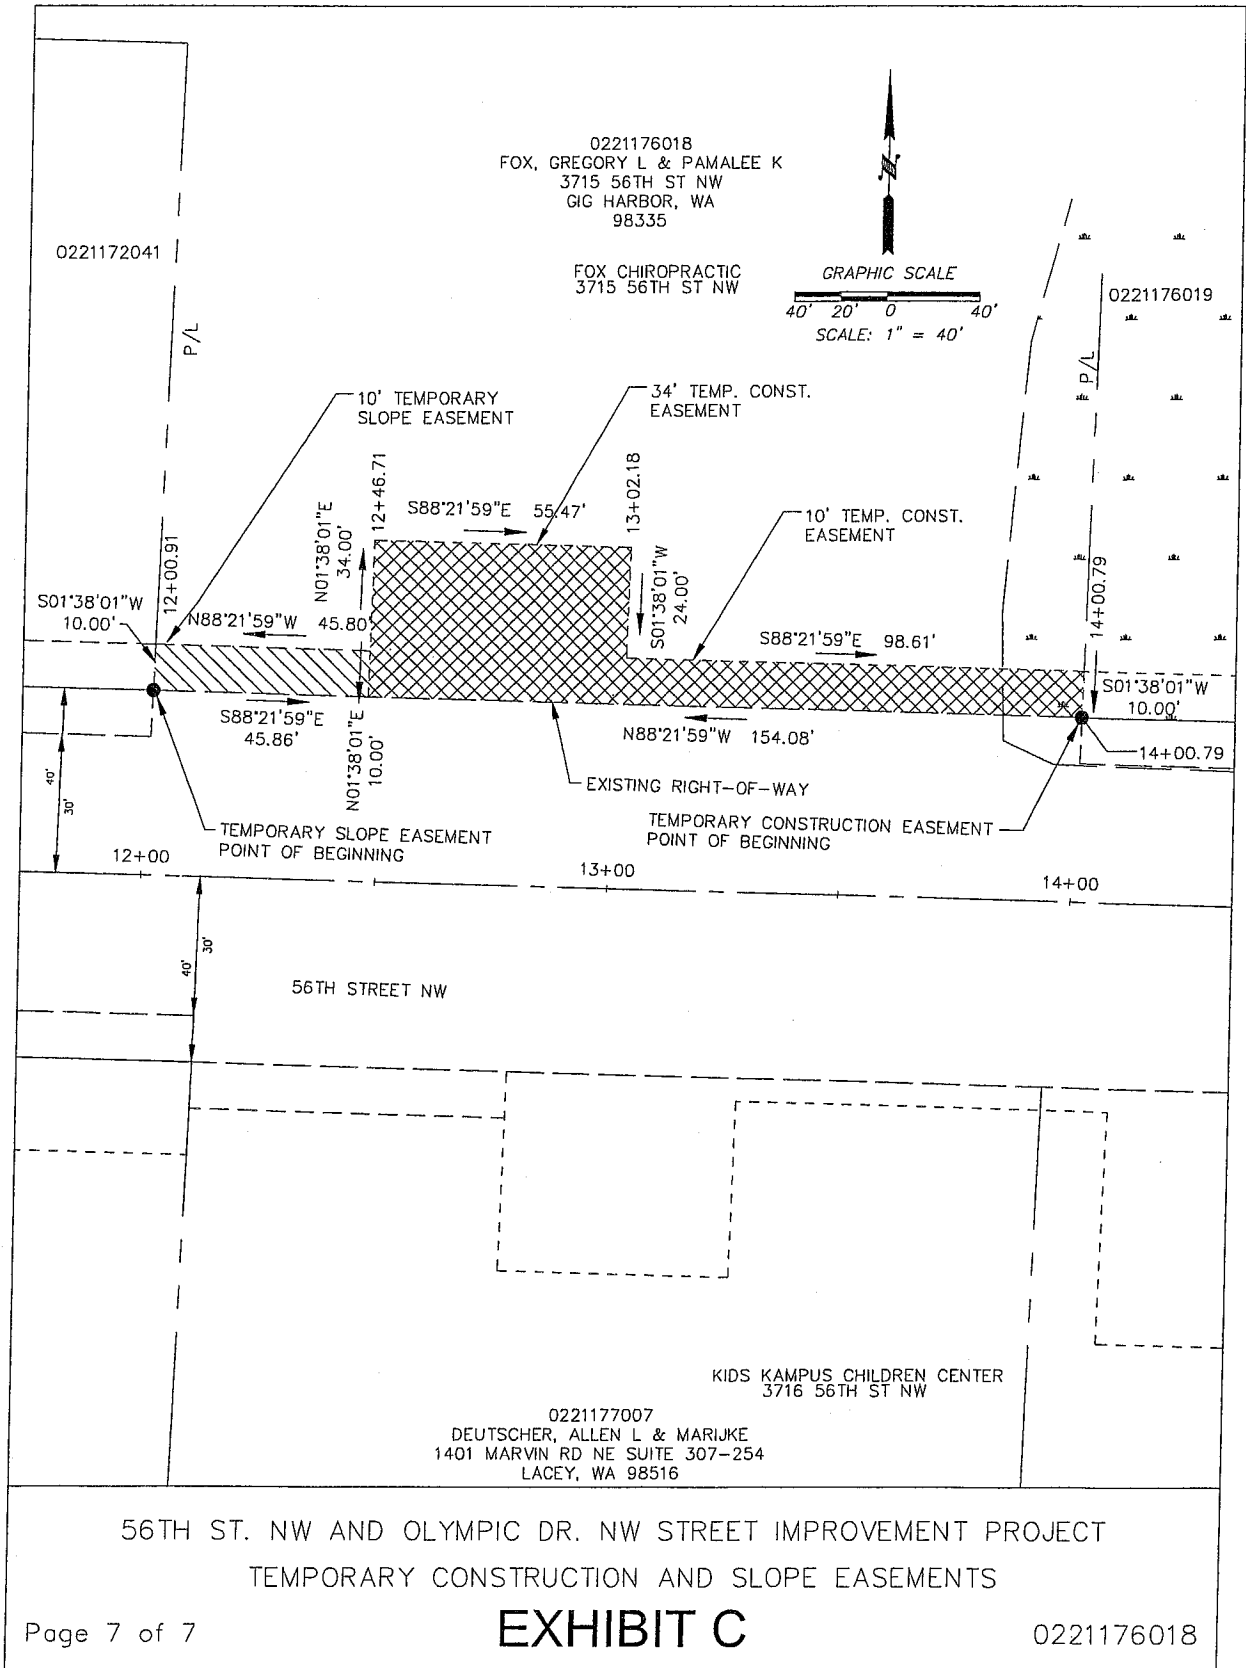 0221176018
FOX, GREGORY L & PAMALEE K
3715 56TH ST NW
GIG HARBOR, WA
98335
FOX CHIROPRACTIC
3715 56TH ST NW
N
GRAPHIC SCALE
40' 20' 0 40'
SCALE: 1" = 40'
0221172041
0221176019
P/L
P/L
10' TEMPORARY
SLOPE EASEMENT
34' TEMP. CONST.
EASEMENT
10' TEMP. CONST.
EASEMENT
12+00.91
12+46.71
13+02.18
14+00.79
S88°21'59"E 55.47'
N01°38'01"E
34.00'
S01°38'01"W
24.00'
S01°38'01"W
10.00'
N88°21'59"W 45.80'
S88°21'59"E 98.61'
S01°38'01"W
10.00'
S88°21'59"E
45.86'
N01°38'01"E
10.00'
N88°21'59"W 154.08'
14+00.79
EXISTING RIGHT-OF-WAY
TEMPORARY SLOPE EASEMENT
POINT OF BEGINNING
TEMPORARY CONSTRUCTION EASEMENT
POINT OF BEGINNING
40'
30'
12+00
13+00
14+00
40'
30'
56TH STREET NW
KIDS KAMPUS CHILDREN CENTER
3716 56TH ST NW
0221177007
DEUTSCHER, ALLEN L & MARIJKE
1401 MARVIN RD NE SUITE 307-254
LACEY, WA 98516
56TH ST. NW AND OLYMPIC DR. NW STREET IMPROVEMENT PROJECT
TEMPORARY CONSTRUCTION AND SLOPE EASEMENTS
Page 7 of 7
EXHIBIT C
0221176018